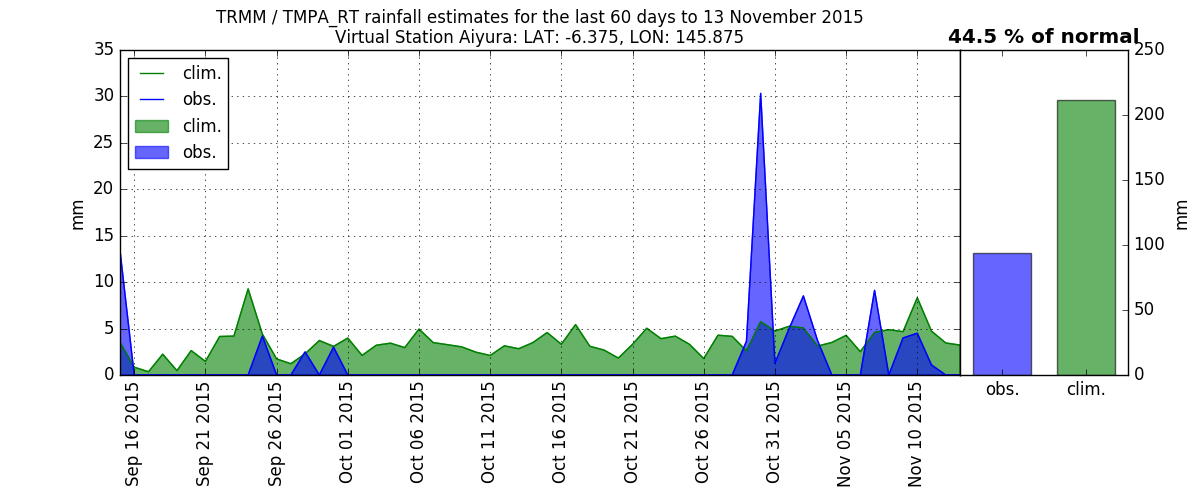 TRMM / TMPA_RT rainfall estimates for the last 60 days to 13 November 2015
Virtual Station Aiyura: LAT: -6.375, LON: 145.875
44.5 % of normal
clim.
obs.
clim.
obs.
mm
35
30
25
20
15
10
5
0
250
200
150
100
50
0
mm
Sep 16 2015
Sep 21 2015
Sep 26 2015
Oct 01 2015
Oct 06 2015
Oct 11 2015
Oct 16 2015
Oct 21 2015
Oct 26 2015
Oct 31 2015
Nov 05 2015
Nov 10 2015
obs.
clim.